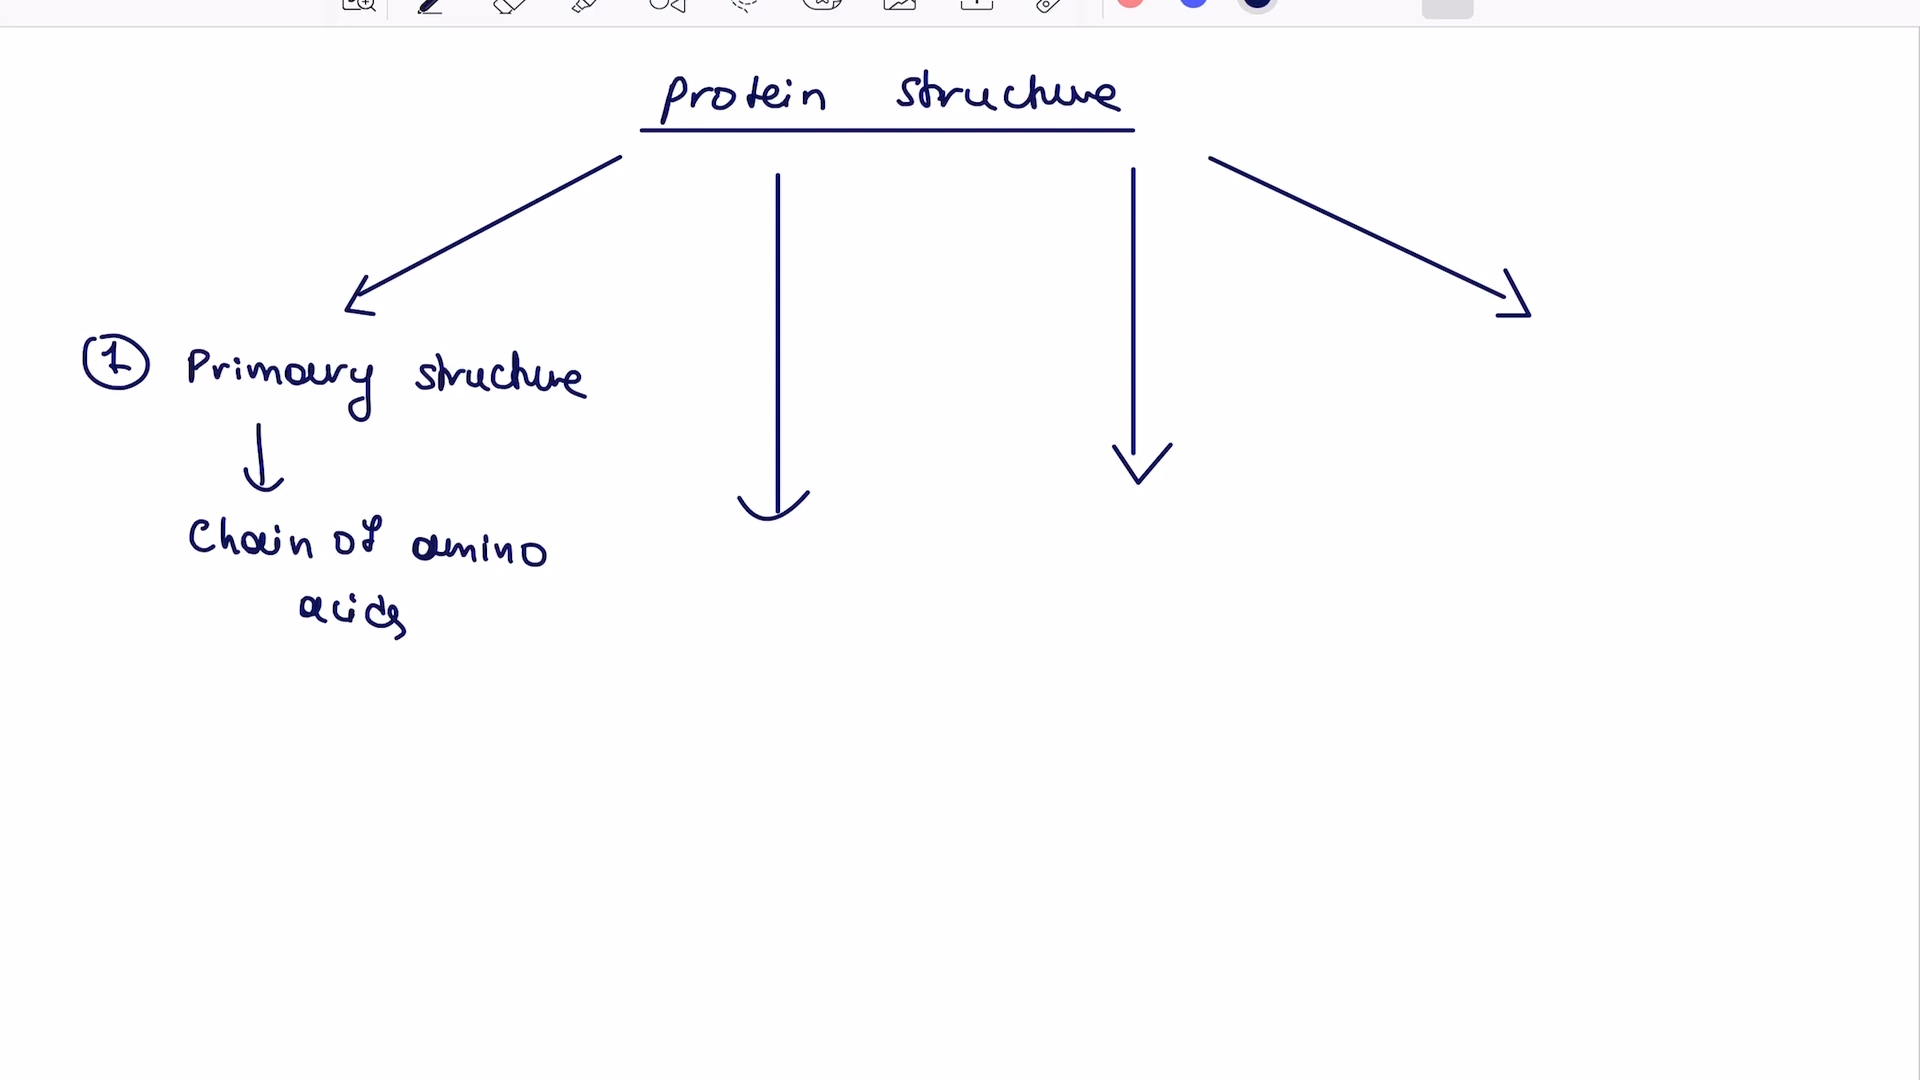 protein structure
1 Primary structure
Chain of amino
acids